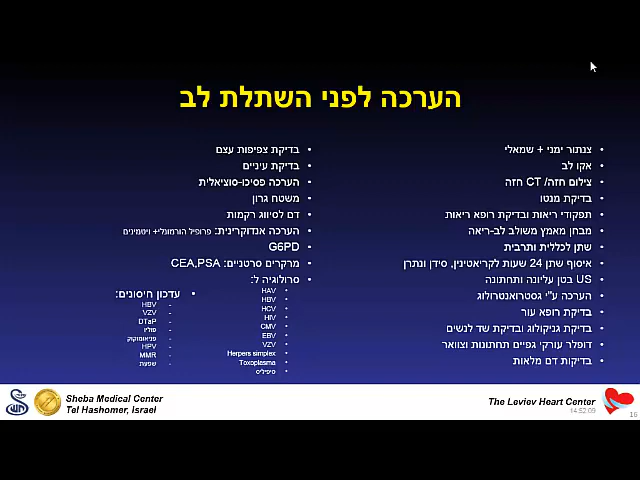 הערכה לפני השתלת לב
צנתור ימני + שמאלי
אקו לב
צילום חזה/ CT חזה
בדיקת מנטו
תפקודי ריאות ובדיקת רופא ריאות
מבחן מאמץ משולב לב-ריאה
שתן לכללית ותרבית
איסוף שתן 24 שעות לקריאטינין, סידן ונתרן
US בטן עליונה ותחתונה
הערכה ע"י גסטרואנטרולוג
בדיקת רופא עור
בדיקת גניקולוג ובדיקת שד לנשים
דופלר עורקי גפיים תחתונות וצוואר
בדיקות דם מלאות
בדיקת צפיפות עצם
בדיקת עיניים
הערכה פסיכו-סוציאלית
משטח גרון
דם לסיווג רקמות
הערכה אנדוקרינית: פרופיל הורמונלי+ ויטמינים
G6PD
מרקרים סרטניים: CEA,PSA
סרולוגיה ל:
HAV
HBV
HCV
HIV
CMV
EBV
VZV
Herpers simplex
Toxoplasma
סיפיליס
עדכון חיסונים:
HBV
VZV
DTaP
פוליו
פניאומוקוק
HPV
MMR
שפעת
Sheba Medical Center
Tel Hashomer, Israel
The Leviev Heart Center
14.52.09
16